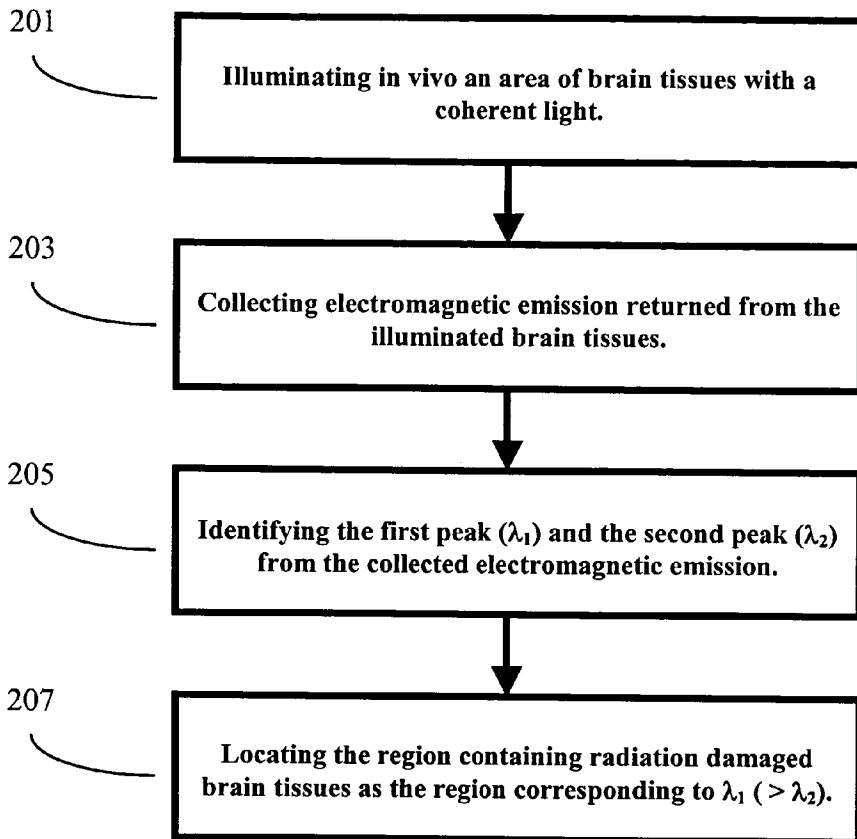 201
Illuminating in vivo an area of brain tissues with a
coherent light.
203
Collecting electromagnetic emission returned from the
illuminated brain tissues.
205
Identifying the first peak (λ₁) and the second peak (λ₂)
from the collected electromagnetic emission.
207
Locating the region containing radiation damaged
brain tissues as the region corresponding to λ₁ ( > λ₂).